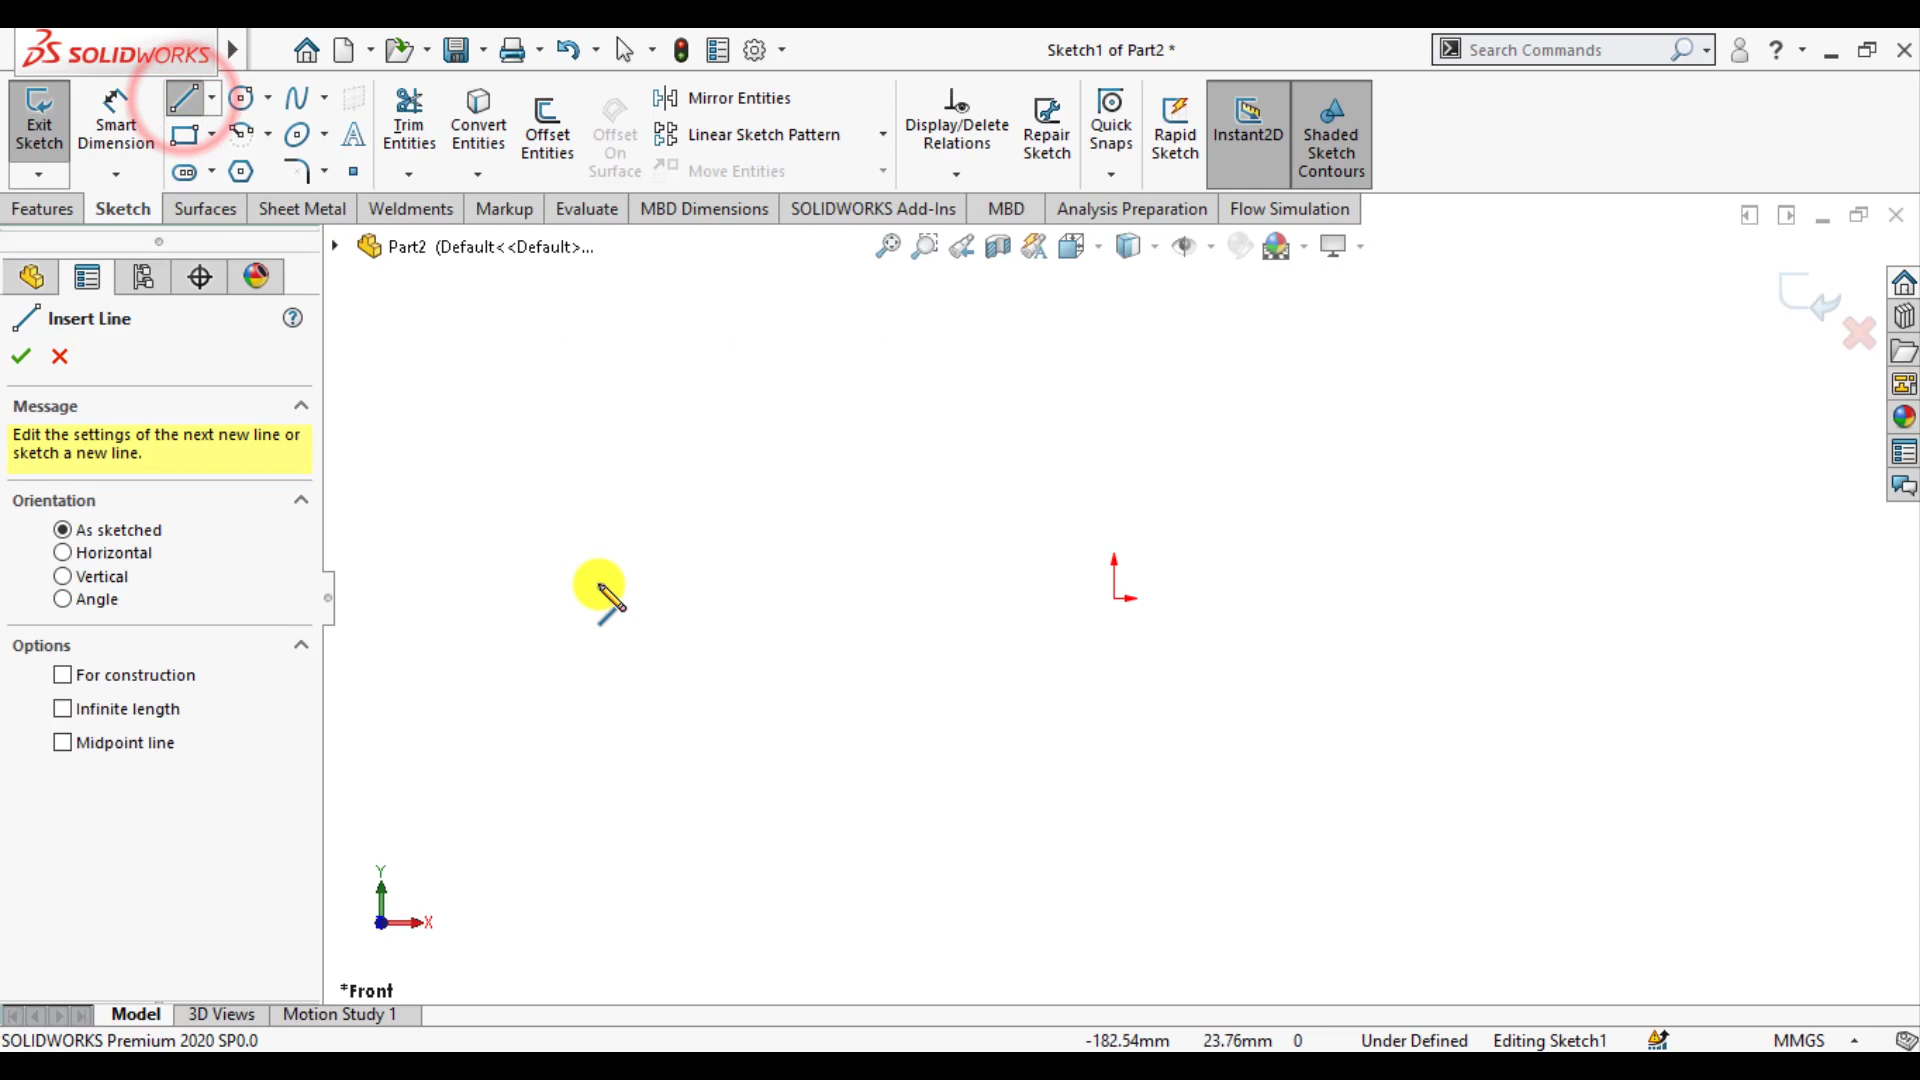 SOLIDWORKS
Sketch1 of Part2 *
Search Commands
?
Exit
Sketch
Smart
Dimension
Trim
Entities
Convert
Entities
Offset
Entities
Offset
On
Surface
Mirror Entities
Linear Sketch Pattern
Move Entities
Display/Delete
Relations
Repair
Sketch
Quick
Snaps
Rapid
Sketch
Instant2D
Shaded
Sketch
Contours
Features
Sketch
Surfaces
Sheet Metal
Weldments
Markup
Evaluate
MBD Dimensions
SOLIDWORKS Add-Ins
MBD
Analysis Preparation
Flow Simulation
Part2 (Default<<Default>...
Insert Line
?
Message
Edit the settings of the next new line or
sketch a new line.
Orientation
As sketched
Horizontal
Vertical
Angle
Options
For construction
Infinite length
Midpoint line
Y
X
*Front
Model
3D Views
Motion Study 1
SOLIDWORKS Premium 2020 SP0.0
-182.54mm
23.76mm
0
Under Defined
Editing Sketch1
MMGS